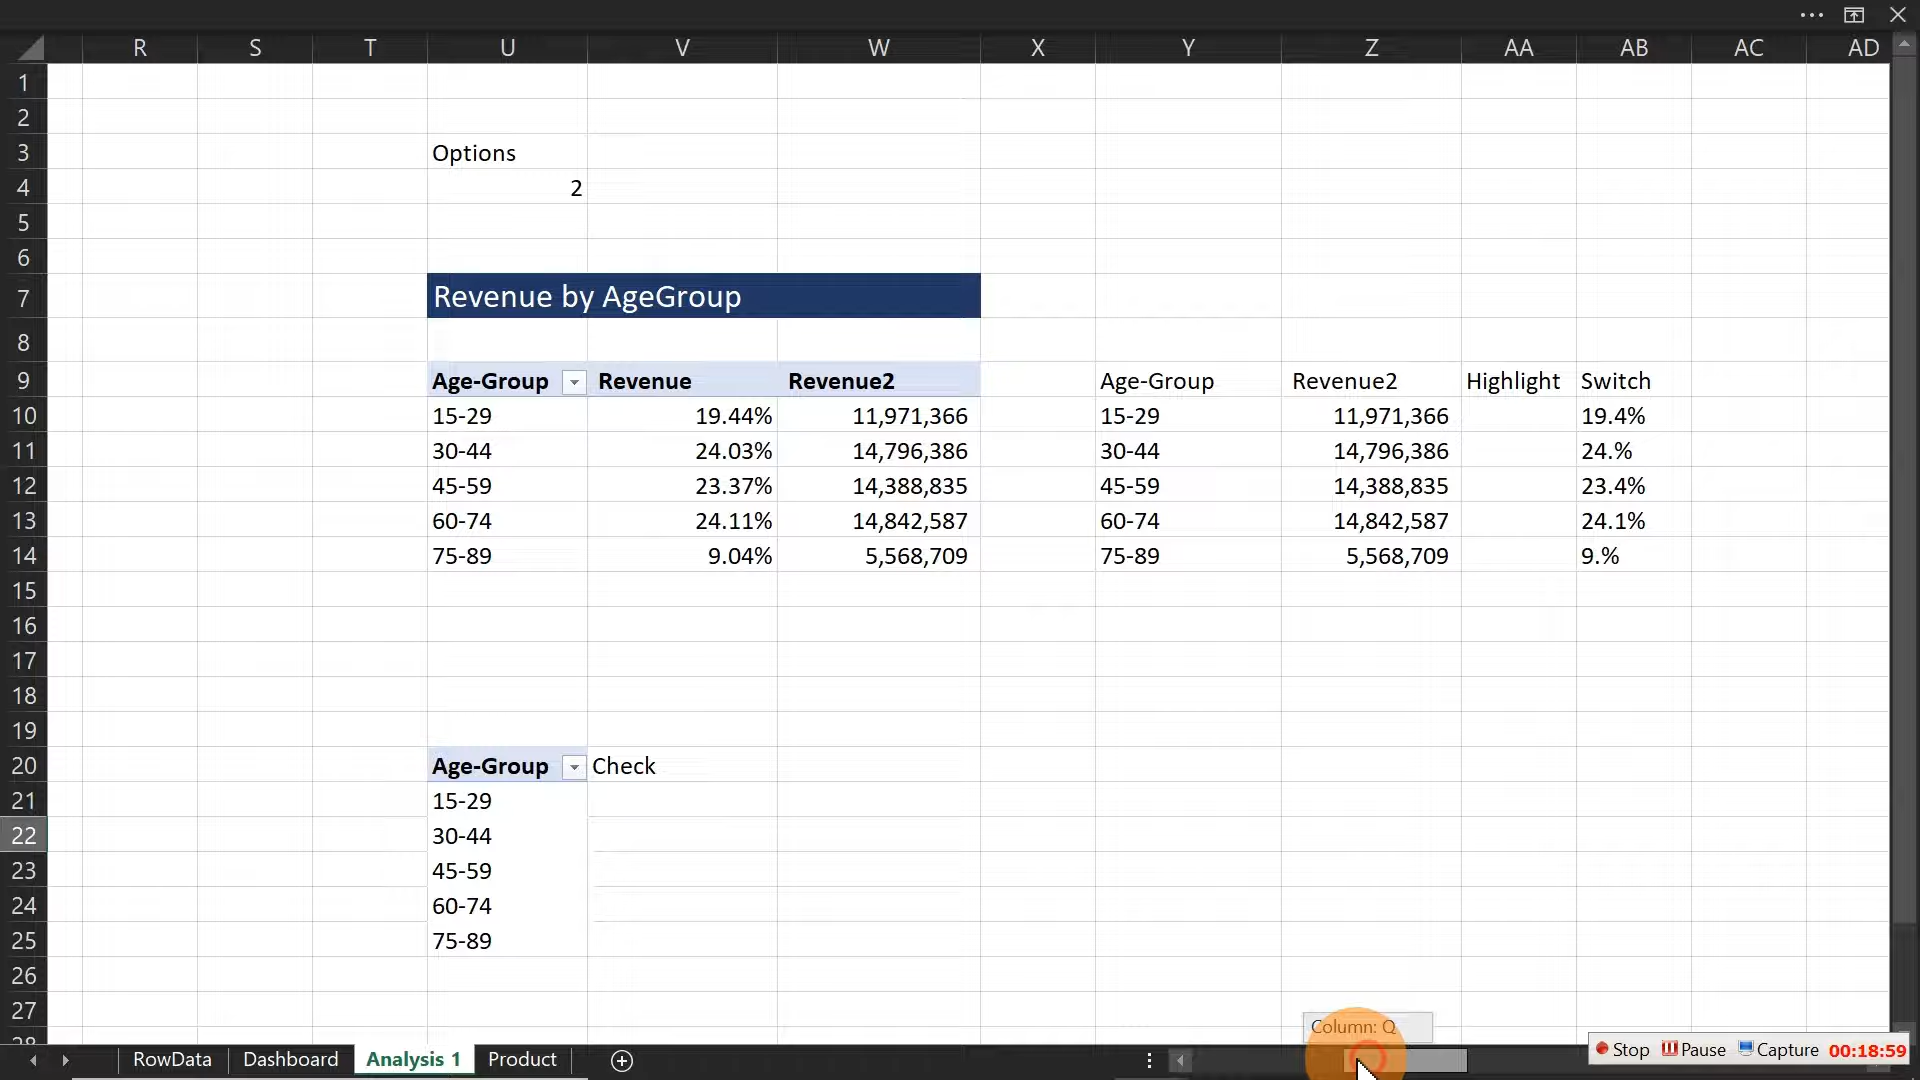 R S T U V W X Y Z AA AB AC AD
1
2
3 Options
4 2
5
6
7 Revenue by AgeGroup
8
9 Age-Group Revenue Revenue2 Age-Group Revenue2 Highlight Switch
10 15-29 19.44% 11,971,366 15-29 11,971,366 19.4%
11 30-44 24.03% 14,796,386 30-44 14,796,386 24.%
12 45-59 23.37% 14,388,835 45-59 14,388,835 23.4%
13 60-74 24.11% 14,842,587 60-74 14,842,587 24.1%
14 75-89 9.04% 5,568,709 75-89 5,568,709 9.%
15
16
17
18
19
20 Age-Group Check
21 15-29
22 30-44
23 45-59
24 60-74
25 75-89
26
27
28
Column: Q
RowData Dashboard Analysis 1 Product
Stop Pause Capture 00:18:59